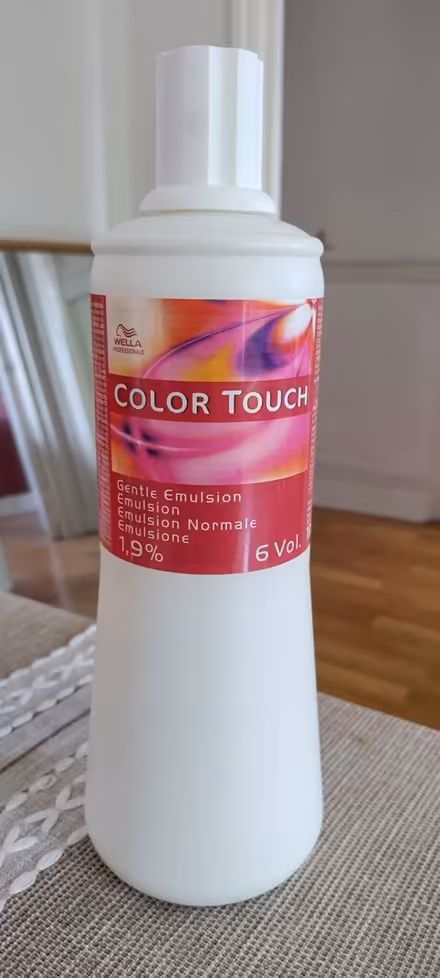 WELLA
PROFESSIONALS
COLOR TOUCH
Gentle Emulsion
Emulsion
Emulsion Normale
Emulsione
1,9% 6 Vol.